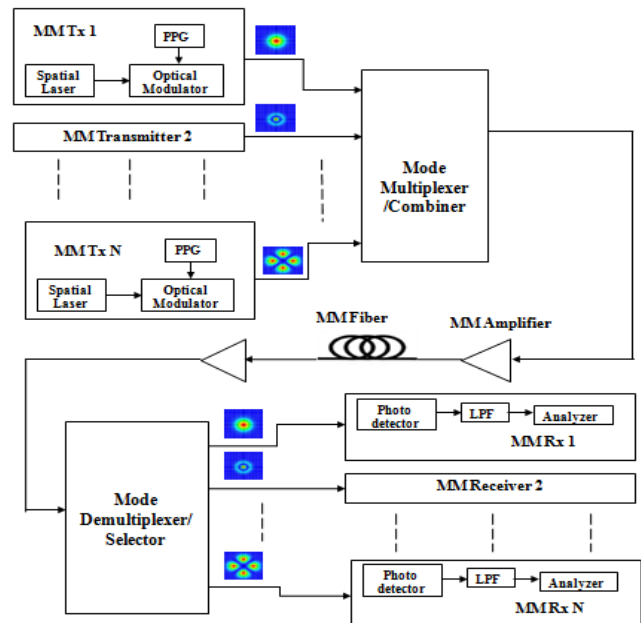 MM Tx 1
PPG
Spatial
Laser
Optical
Modulator
MM Transmitter 2
MM Tx N
PPG
Spatial
Laser
Optical
Modulator
Mode
Multiplexer
/Combiner
MM Fiber
MM Amplifier
Mode
Demultiplexer/
Selector
Photo
detector
LPF
Analyzer
MM Rx 1
MM Receiver 2
Photo
detector
LPF
Analyzer
MM Rx N